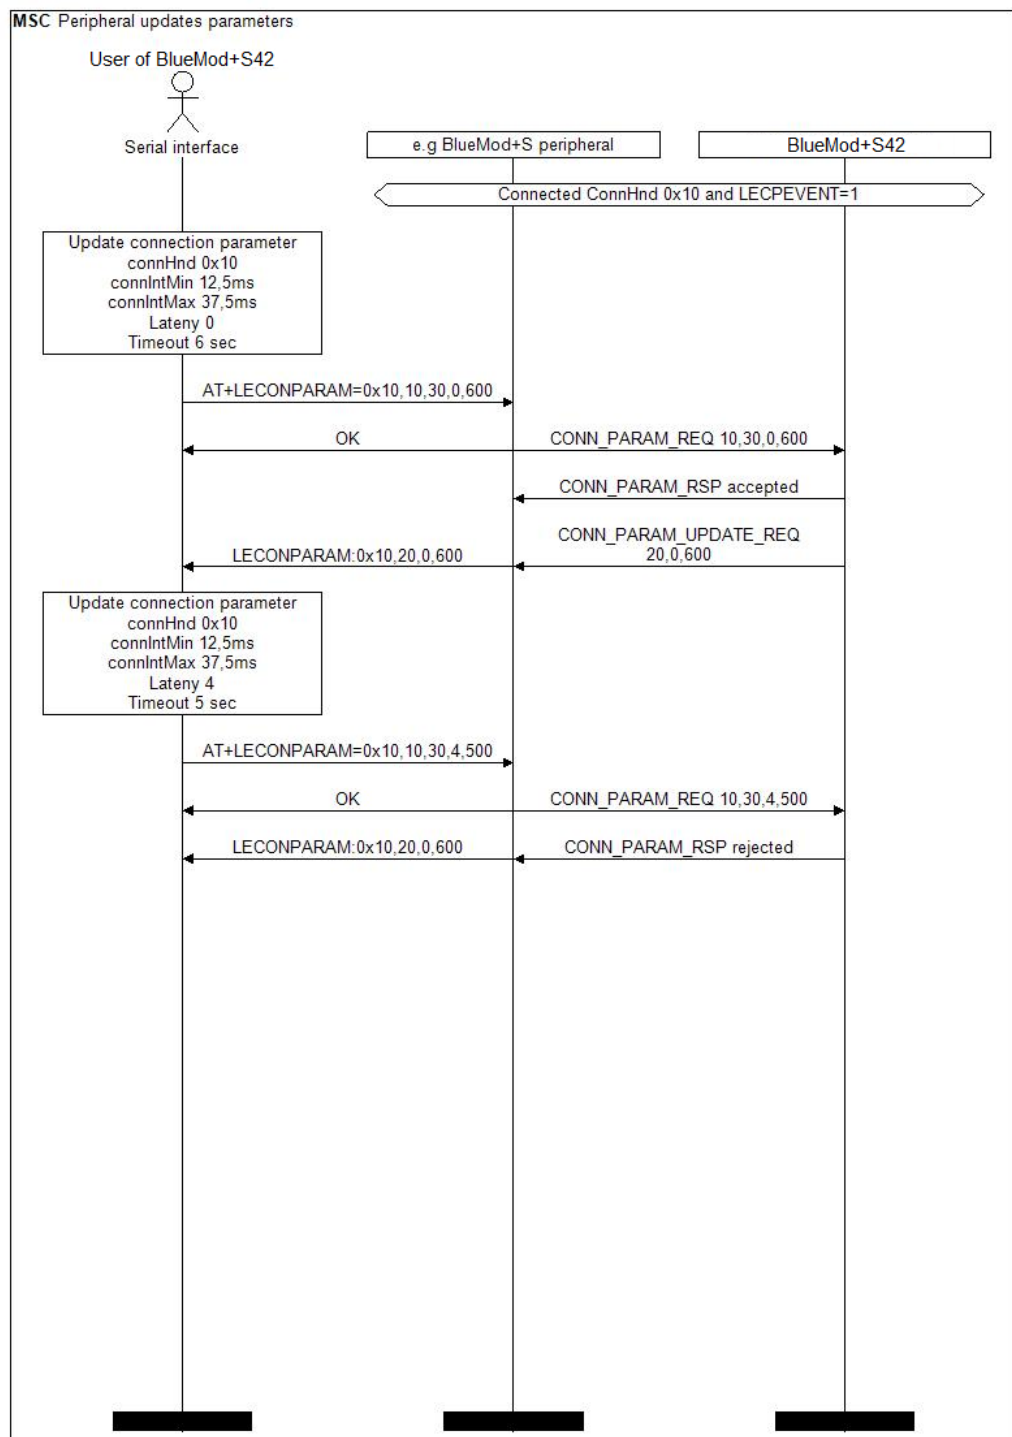 MSC Peripheral updates parameters
User of BlueMod+S42
Serial interface
e.g BlueMod+S peripheral
BlueMod+S42
Connected ConnHnd 0x10 and LECPEVENT=1
Update connection parameter
connHnd 0x10
connIntMin 12,5ms
connIntMax 37,5ms
Lateny 0
Timeout 6 sec
AT+LECONPARAM=0x10,10,30,0,600
OK
CONN_PARAM_REQ 10,30,0,600
CONN_PARAM_RSP accepted
CONN_PARAM_UPDATE_REQ
20,0,600
LECONPARAM:0x10,20,0,600
Update connection parameter
connHnd 0x10
connIntMin 12,5ms
connIntMax 37,5ms
Lateny 4
Timeout 5 sec
AT+LECONPARAM=0x10,10,30,4,500
OK
CONN_PARAM_REQ 10,30,4,500
LECONPARAM:0x10,20,0,600
CONN_PARAM_RSP rejected